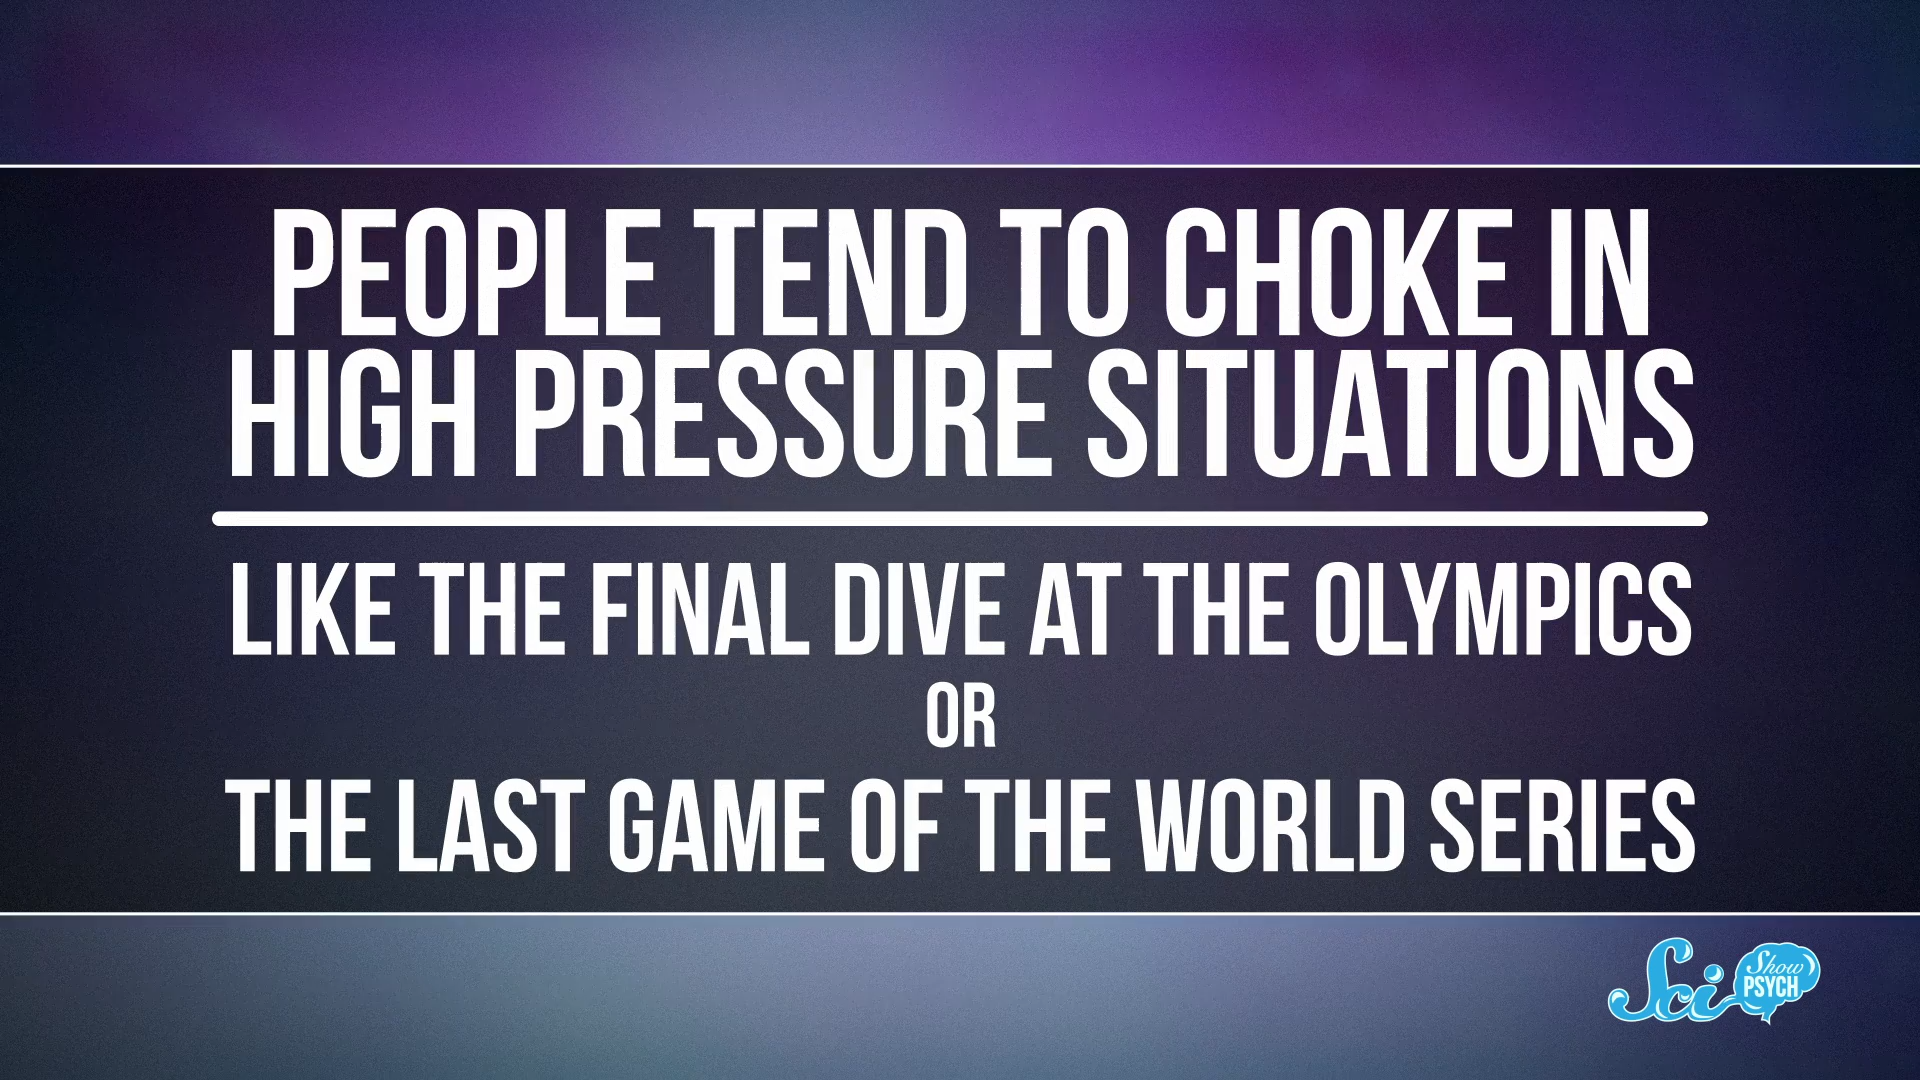 PEOPLE TEND TO CHOKE IN
HIGH PRESSURE SITUATIONS
LIKE THE FINAL DIVE AT THE OLYMPICS
OR
THE LAST GAME OF THE WORLD SERIES
Sci Show
PSYCH